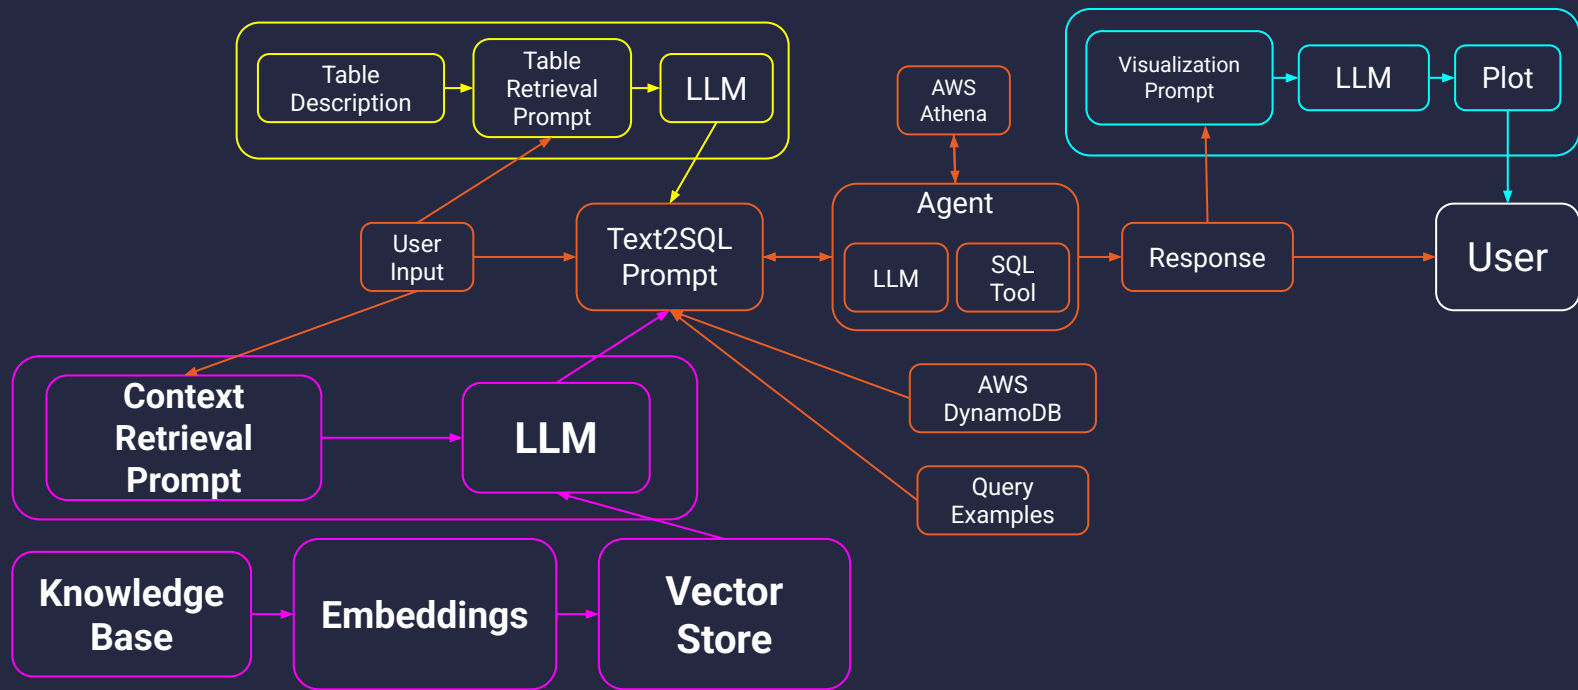 Table
Description
Table
Retrieval
Prompt
LLM
AWS
Athena
Visualization
Prompt
LLM
Plot
User
Input
Text2SQL
Prompt
Agent
LLM
SQL
Tool
Response
User
Context
Retrieval
Prompt
LLM
AWS
DynamoDB
Query
Examples
Knowledge
Base
Embeddings
Vector
Store